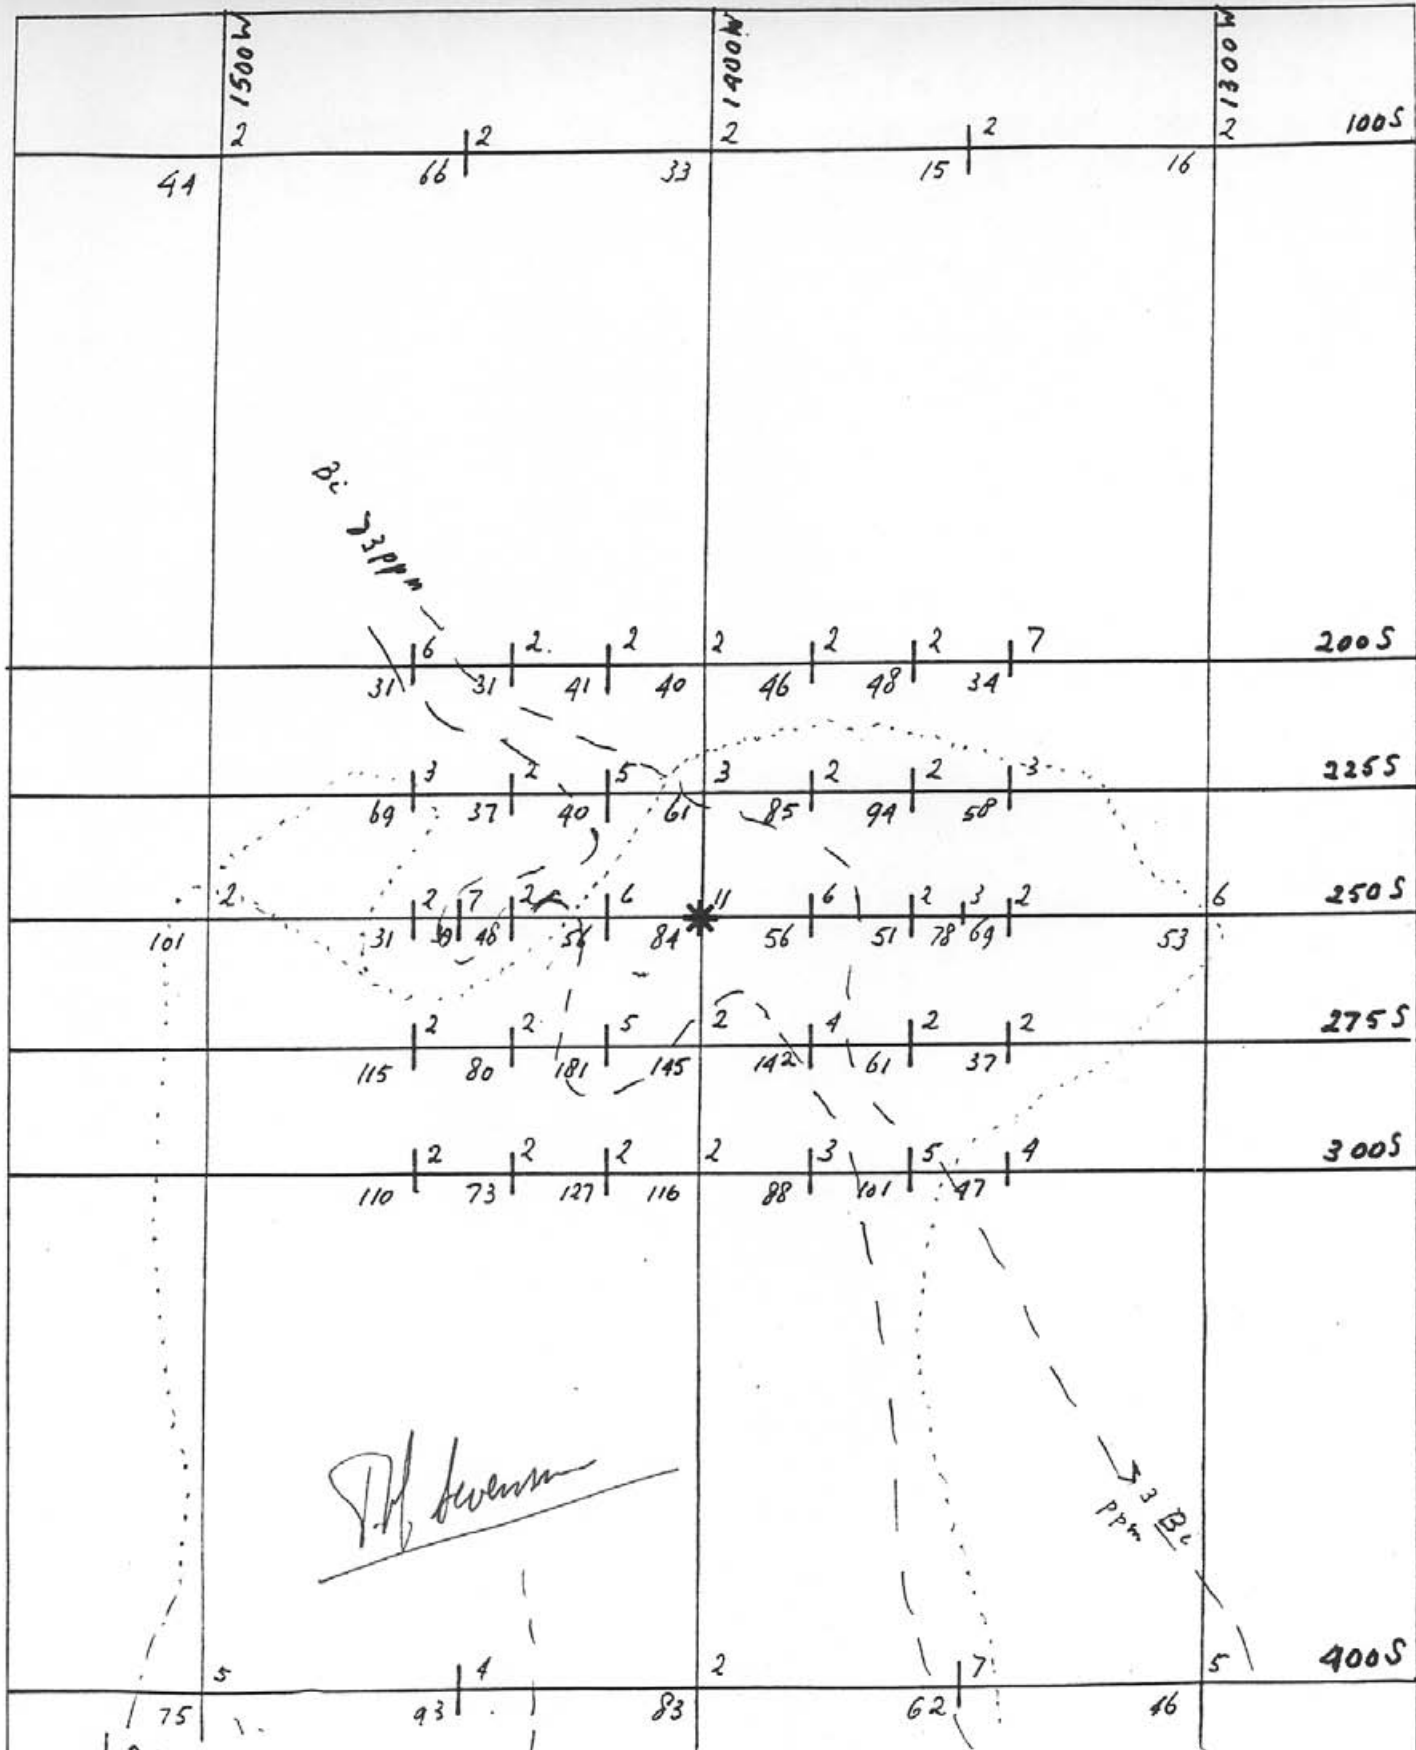 1500W 1400W 1300W
2 2 2 2 2 100S
44 66 33 15 16
Bi >3ppm
6 2. 2 2 2 2 7 200S
31 31 41 40 46 48 34
3 2 5 3 2 2 3 225S
69 37 40 61 85 94 58
2 2 7 2 6 11 6 2 3 2 6 250S
101 31 39 48 56 84 56 51 78 69 53
2 2 5 2 4 2 2 275S
115 80 181 145 142 61 37
2 2 2 2 3 5 4 300S
110 73 127 116 88 101 47
>3 Bi
ppm
5 4 2 7 5 400S
75 93 83 62 46